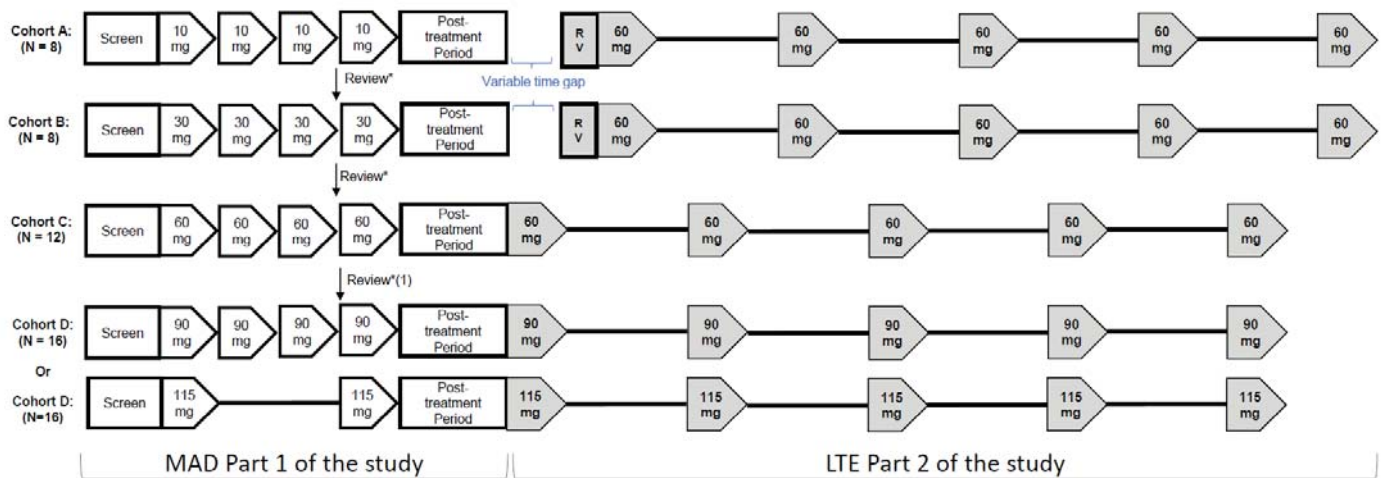 Cohort A:
(N = 8)
Screen
10
mg
10
mg
10
mg
10
mg
Post-
treatment
Period
R
V
60
mg
60
mg
60
mg
60
mg
60
mg
Review*
Variable time gap
Cohort B:
(N = 8)
Screen
30
mg
30
mg
30
mg
30
mg
Post-
treatment
Period
R
V
60
mg
60
mg
60
mg
60
mg
60
mg
Review*
Cohort C:
(N = 12)
Screen
60
mg
60
mg
60
mg
60
mg
Post-
treatment
Period
60
mg
60
mg
60
mg
60
mg
60
mg
Review*(1)
Cohort D:
(N = 16)
Screen
90
mg
90
mg
90
mg
90
mg
Post-
treatment
Period
90
mg
90
mg
90
mg
90
mg
90
mg
Or
Cohort D:
(N=16)
Screen
115
mg
115
mg
Post-
treatment
Period
115
mg
115
mg
115
mg
115
mg
115
mg
MAD Part 1 of the study
LTE Part 2 of the study